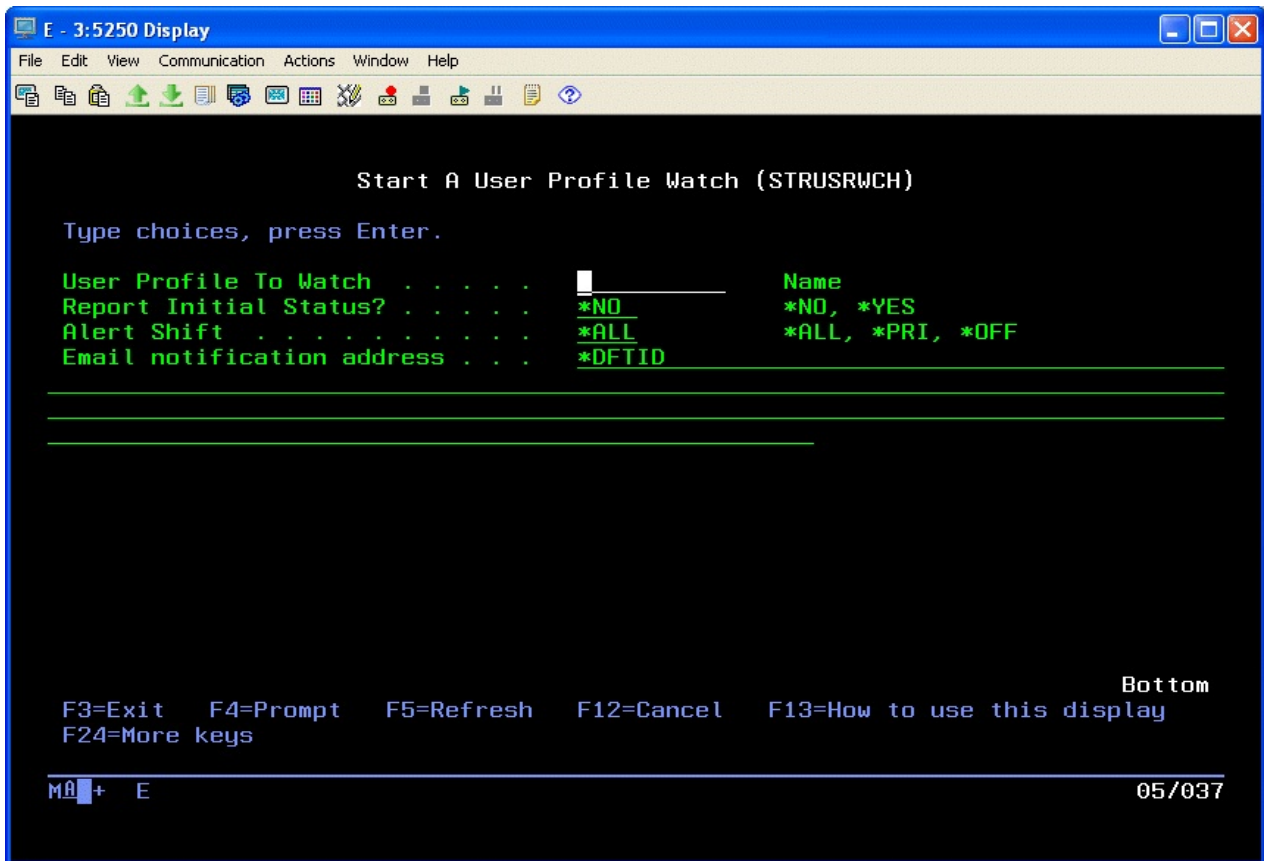 E - 3:5250 Display
File Edit View Communication Actions Window Help
Start A User Profile Watch (STRUSRWCH)
Type choices, press Enter.
User Profile To Watch . . . . . Name
Report Initial Status? . . . . . *NO *NO, *YES
Alert Shift . . . . . . . . . . *ALL *ALL, *PRI, *OFF
Email notification address . . . *DFTID
Bottom
F3=Exit F4=Prompt F5=Refresh F12=Cancel F13=How to use this display
F24=More keys
MA + E 05/037